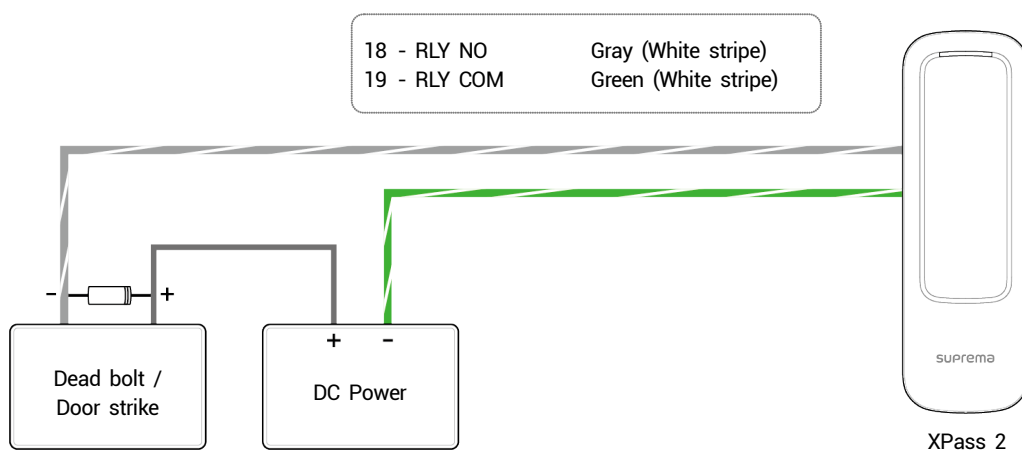 18 - RLY NO Gray (White stripe)
19 - RLY COM Green (White stripe)
- +
+ -
Dead bolt /
Door strike
DC Power
suprema
XPass 2